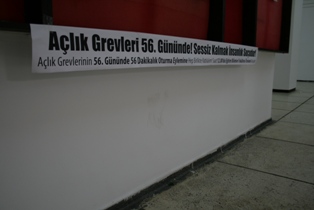 Açlık Grevleri 56. Gününde! Sessiz Kalmak İnsanlık Suçudur!
Açlık Grevlerinin 56. Gününde 56 Dakikalık Oturma Eylemine